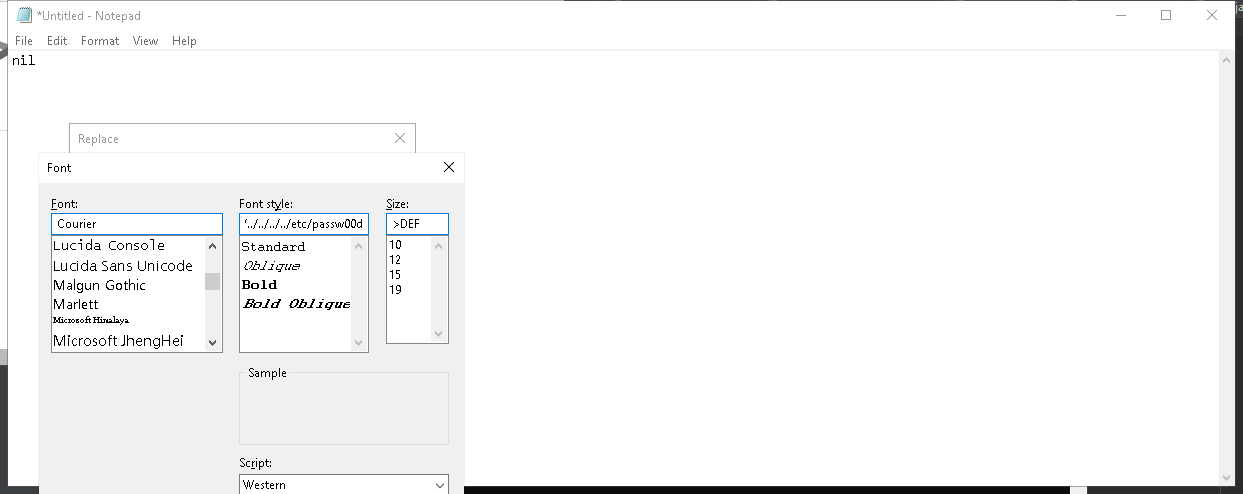 *Untitled - Notepad
File Edit Format View Help
nil
Replace
Font
Font: Font style: Size:
Courier '../../../../etc/passw00d >DEF
Lucida Console
Lucida Sans Unicode
Malgun Gothic
Marlett
Microsoft Himalaya
Microsoft JhengHei
Standard
Oblique
Bold
Bold Oblique
10
12
15
19
Sample
Script:
Western